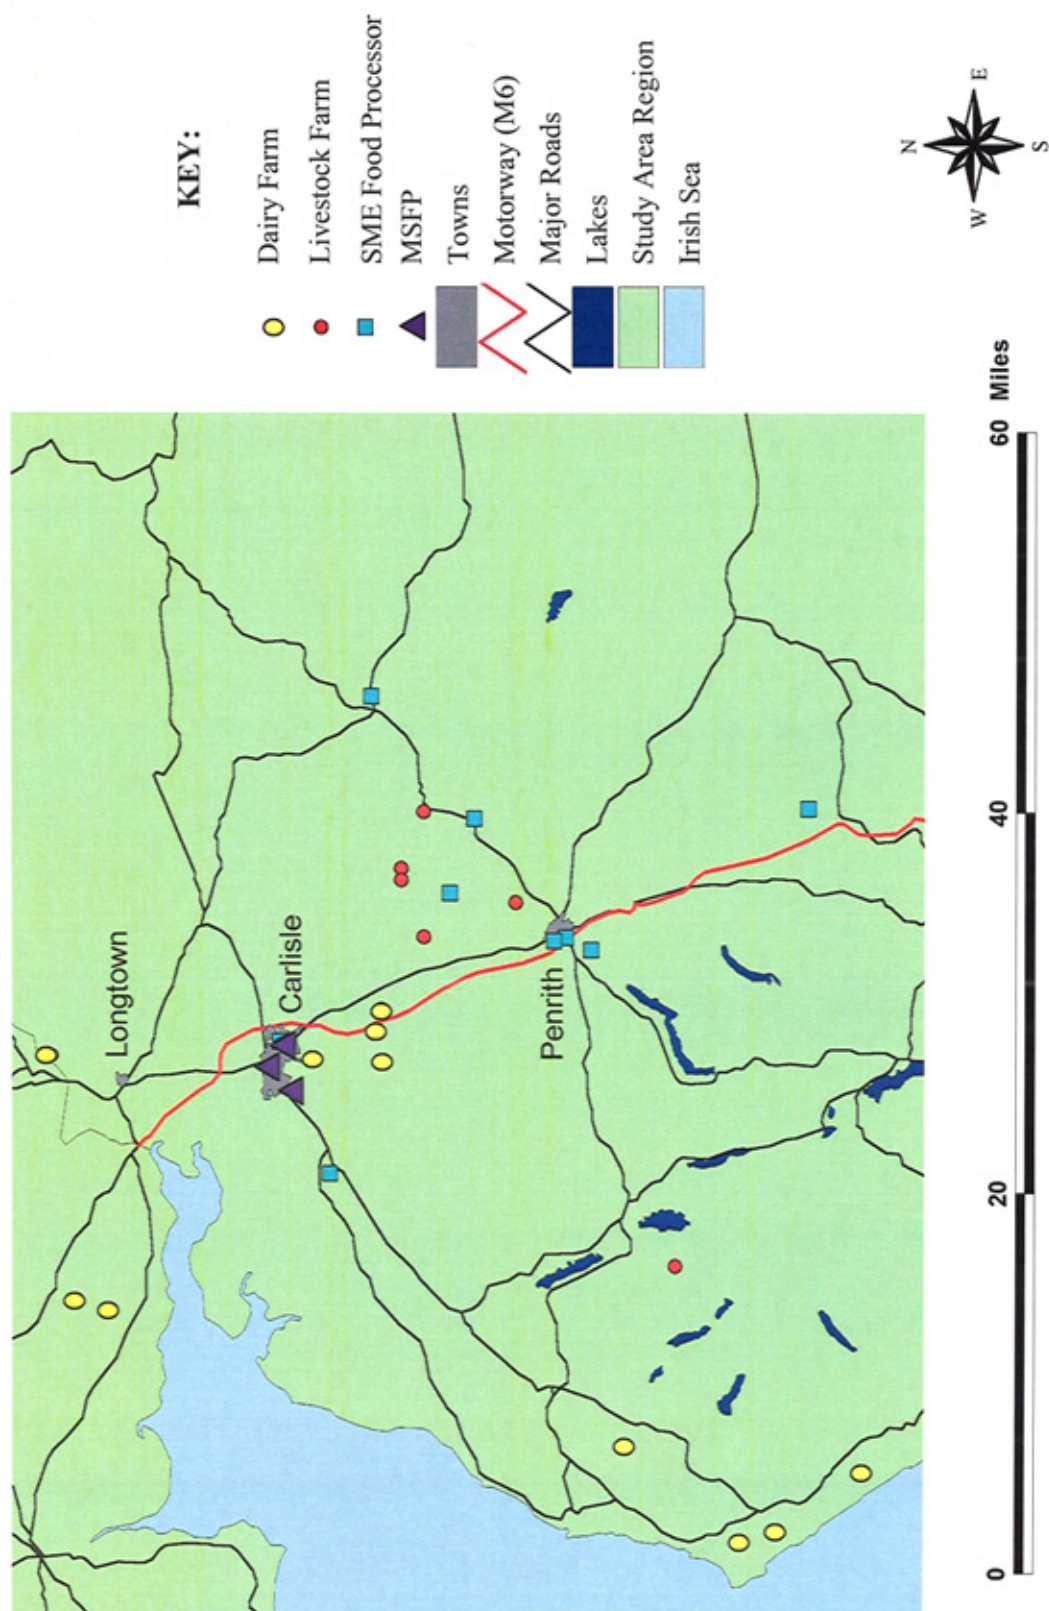 KEY:
Dairy Farm
Livestock Farm
SME Food Processor
MSFP
Towns
Motorway (M6)
Major Roads
Lakes
Study Area Region
Irish Sea
N
W
E
S
Longtown
Carlisle
Penrith
0
20
40
60 Miles